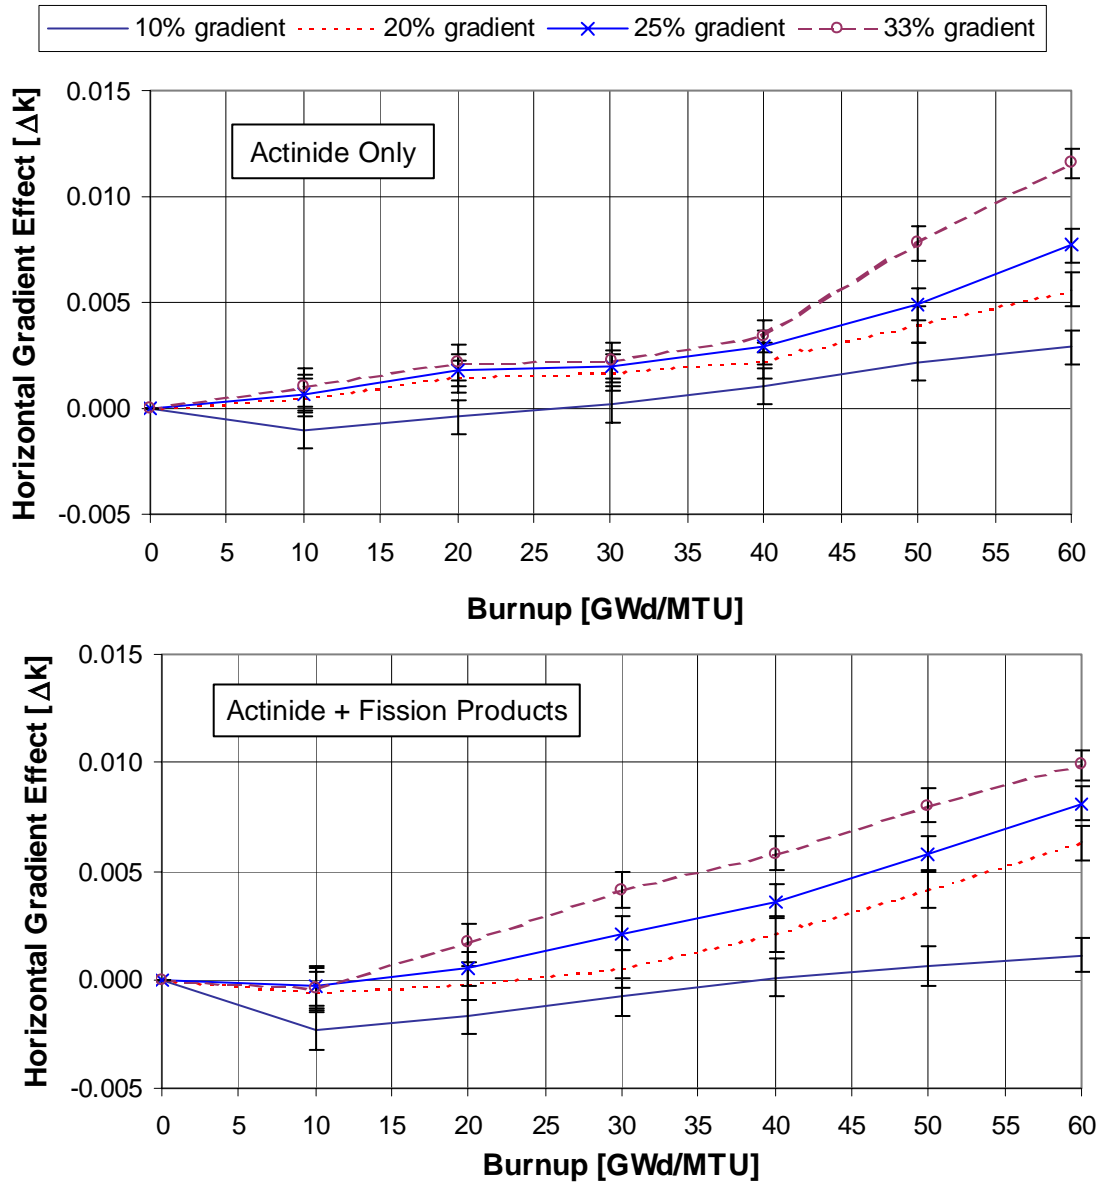 10% gradient 20% gradient 25% gradient 33% gradient
Horizontal Gradient Effect [Δk]
0.015
0.010
0.005
0.000
-0.005
Actinide Only
0 5 10 15 20 25 30 35 40 45 50 55 60
Burnup [GWd/MTU]
Horizontal Gradient Effect [Δk]
0.015
0.010
0.005
0.000
-0.005
Actinide + Fission Products
0 5 10 15 20 25 30 35 40 45 50 55 60
Burnup [GWd/MTU]